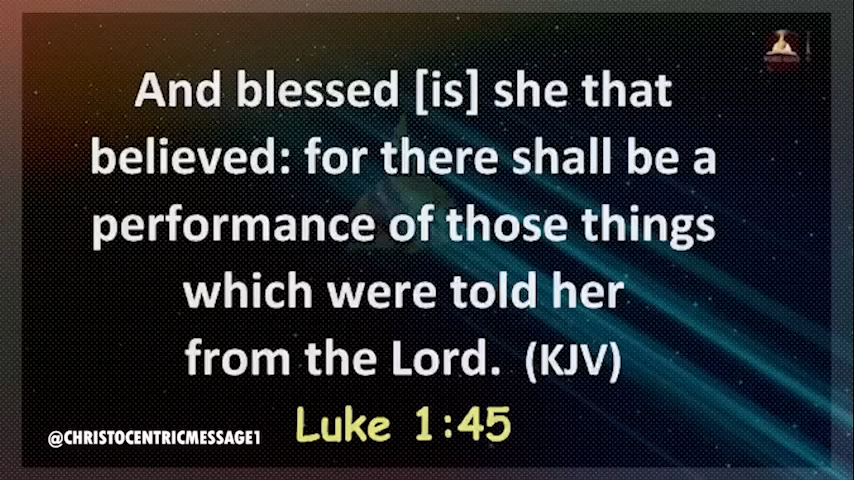 And blessed [is] she that
believed: for there shall be a
performance of those things
which were told her
from the Lord. (KJV)
Luke 1:45
@CHRISTOCENTRICMESSAGE1